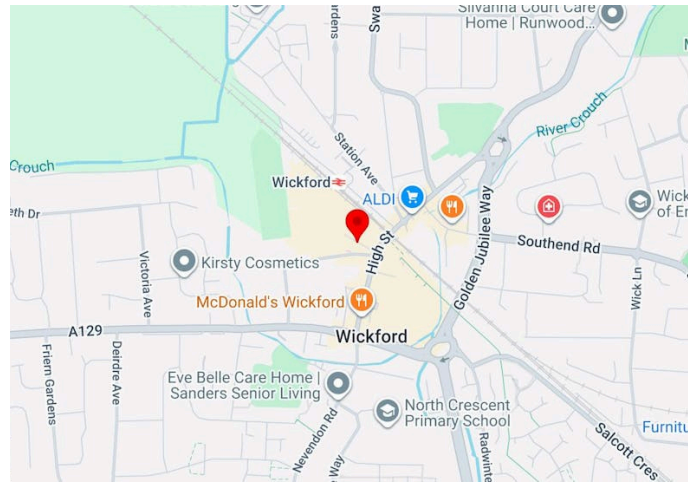 Silvanna Court Care
Home | Runwood...
Station Ave
River Crouch
Crouch
Wickford
ALDI
Wick
of En
eth Dr
Victoria Ave
Kirsty Cosmetics
High St
Golden Jubilee Way
Southend Rd
Wick Ln
McDonald's Wickford
A129
Wickford
Friern Gardens
Deirdre Ave
Eve Belle Care Home |
Sanders Senior Living
Nevendon Rd
North Crescent
Primary School
Furnitu
Salcott Cres
Radwinte
Way